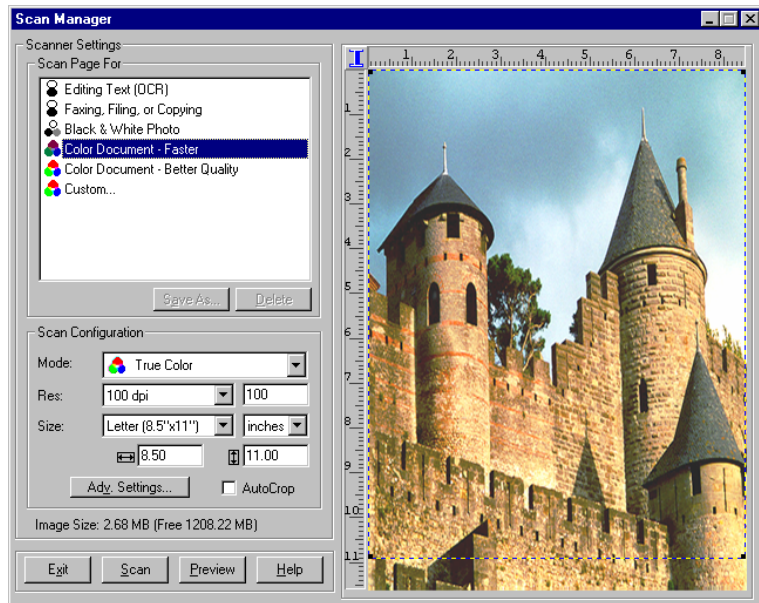 Scan Manager
Scanner Settings
Scan Page For
Editing Text (OCR)
Faxing, Filing, or Copying
Black & White Photo
Color Document - Faster
Color Document - Better Quality
Custom...
Save As... Delete
Scan Configuration
Mode: True Color
Res: 100 dpi 100
Size: Letter (8.5"x11") inches
8.50 11.00
Adv. Settings... AutoCrop
Image Size: 2.68 MB (Free 1208.22 MB)
Exit Scan Preview Help
1 2 3 4 5 6 7 8
1
2
3
4
5
6
7
8
9
10
11